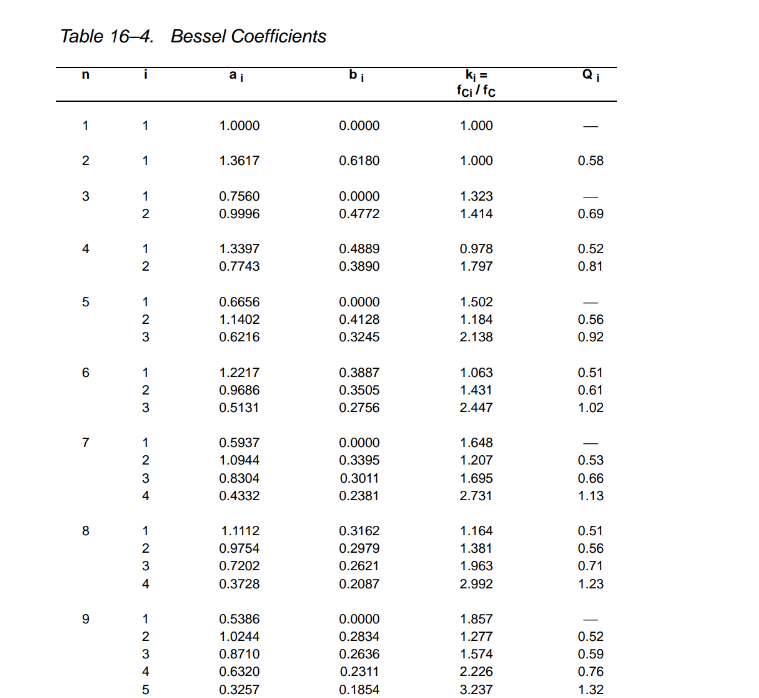 Table 16–4. Bessel Coefficients
n i a i b i k i = Q i
f Ci / f C
1 1 1.0000 0.0000 1.000 —
2 1 1.3617 0.6180 1.000 0.58
3 1 0.7560 0.0000 1.323 —
2 0.9996 0.4772 1.414 0.69
4 1 1.3397 0.4889 0.978 0.52
2 0.7743 0.3890 1.797 0.81
5 1 0.6656 0.0000 1.502 —
2 1.1402 0.4128 1.184 0.56
3 0.6216 0.3245 2.138 0.92
6 1 1.2217 0.3887 1.063 0.51
2 0.9686 0.3505 1.431 0.61
3 0.5131 0.2756 2.447 1.02
7 1 0.5937 0.0000 1.648 —
2 1.0944 0.3395 1.207 0.53
3 0.8304 0.3011 1.695 0.66
4 0.4332 0.2381 2.731 1.13
8 1 1.1112 0.3162 1.164 0.51
2 0.9754 0.2979 1.381 0.56
3 0.7202 0.2621 1.963 0.71
4 0.3728 0.2087 2.992 1.23
9 1 0.5386 0.0000 1.857 —
2 1.0244 0.2834 1.277 0.52
3 0.8710 0.2636 1.574 0.59
4 0.6320 0.2311 2.226 0.76
5 0.3257 0.1854 3.237 1.32